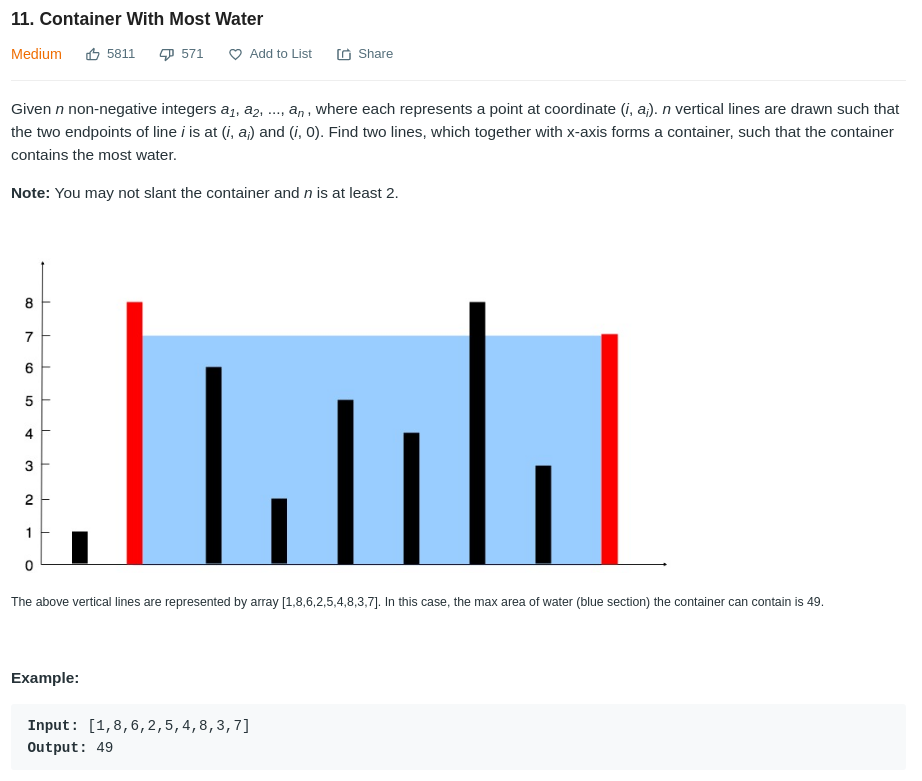 11. Container With Most Water
Medium 5811 571 Add to List Share
Given n non-negative integers a1, a2, ..., an , where each represents a point at coordinate (i, ai). n vertical lines are drawn such that
the two endpoints of line i is at (i, ai) and (i, 0). Find two lines, which together with x-axis forms a container, such that the container
contains the most water.
Note: You may not slant the container and n is at least 2.
8
7
6
5
4
3
2
1
0
The above vertical lines are represented by array [1,8,6,2,5,4,8,3,7]. In this case, the max area of water (blue section) the container can contain is 49.
Example:
Input: [1,8,6,2,5,4,8,3,7]
Output: 49